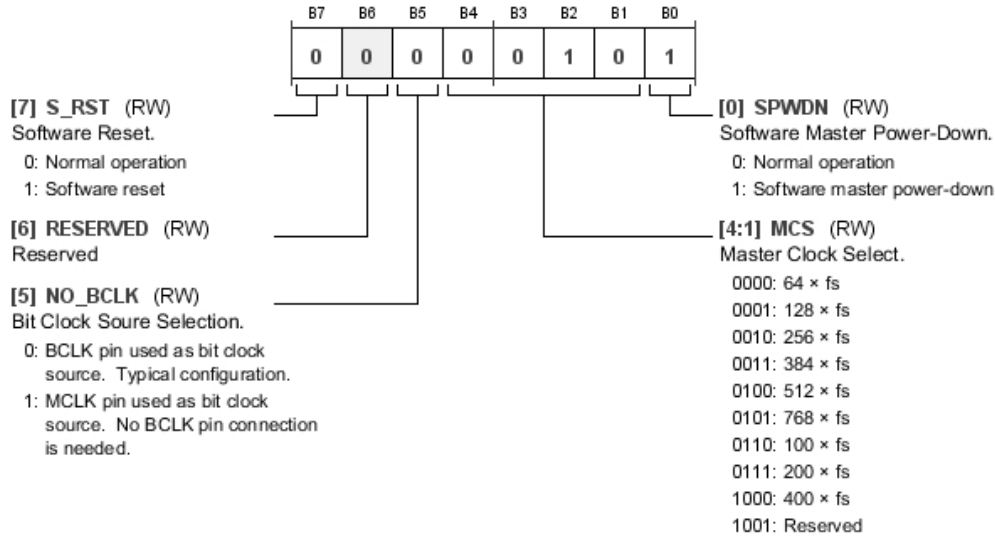 B7 B6 B5 B4 B3 B2 B1 B0
0 0 0 0 0 1 0 1
[7] S_RST (RW)
Software Reset.
0: Normal operation
1: Software reset
[6] RESERVED (RW)
Reserved
[5] NO_BCLK (RW)
Bit Clock Soure Selection.
0: BCLK pin used as bit clock
source. Typical configuration.
1: MCLK pin used as bit clock
source. No BCLK pin connection
is needed.
[0] SPWDN (RW)
Software Master Power-Down.
0: Normal operation
1: Software master power-down
[4:1] MCS (RW)
Master Clock Select.
0000: 64 × fs
0001: 128 × fs
0010: 256 × fs
0011: 384 × fs
0100: 512 × fs
0101: 768 × fs
0110: 100 × fs
0111: 200 × fs
1000: 400 × fs
1001: Reserved